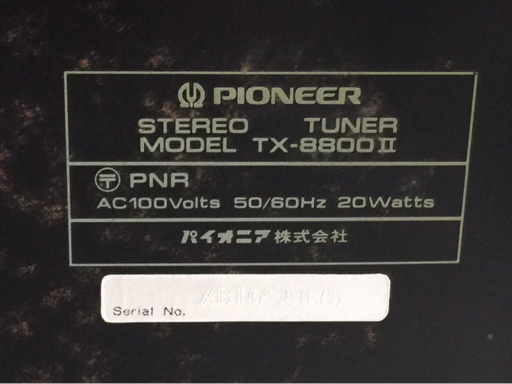 PIONEER
STEREO TUNER
MODEL TX-8800II
〒 PNR
AC100Volts 50/60Hz 20Watts
パイオニア株式会社
Serial No.